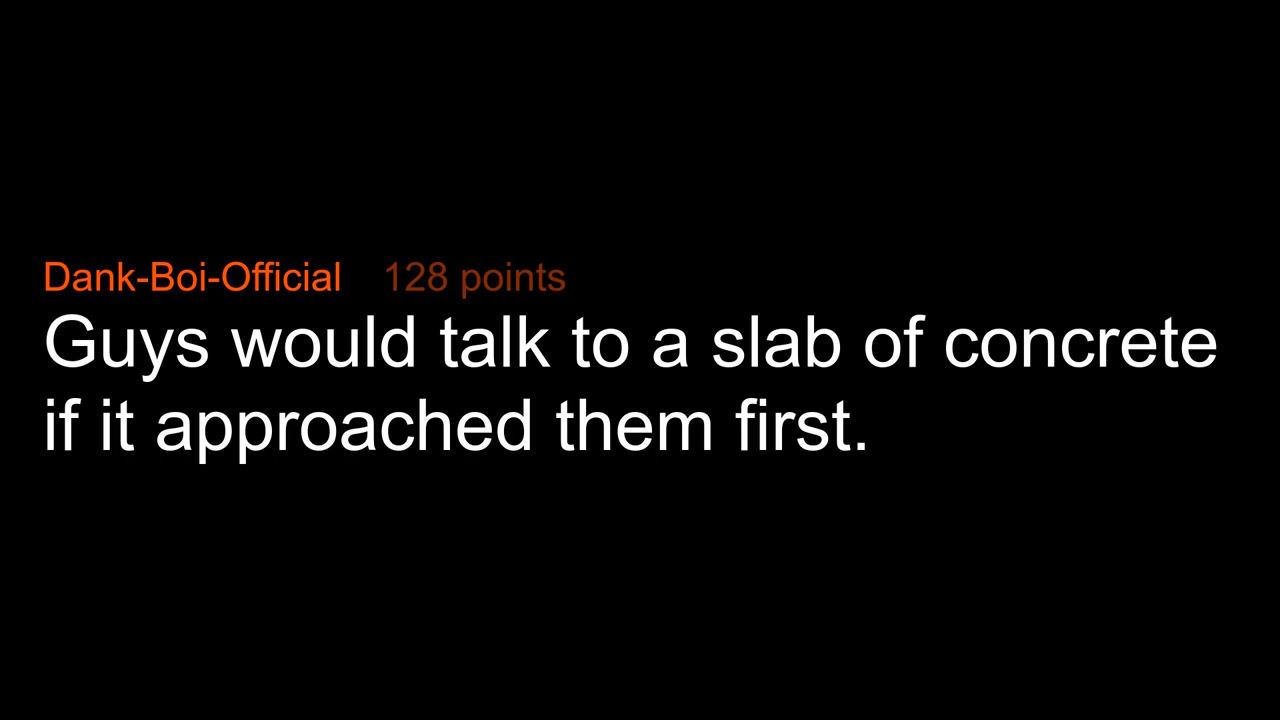 Dank-Boi-Official 128 points
Guys would talk to a slab of concrete
if it approached them first.